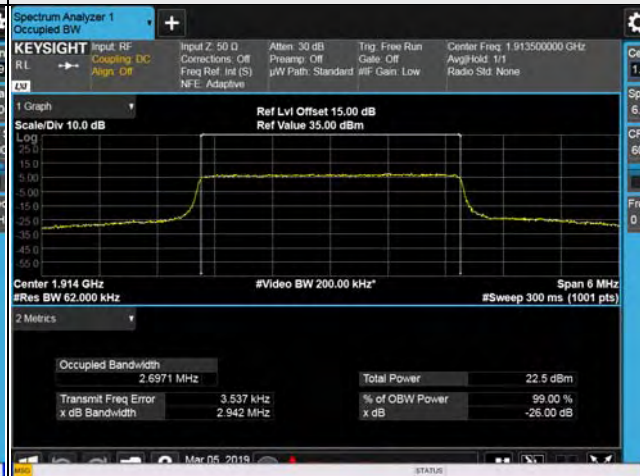 Spectrum Analyzer 1
Occupied BW
+
KEYSIGHT
RL
LXI
Input: RF
Coupling: DC
Align: Off
Input Z: 50 Ω
Corrections: Off
Freq Ref: Int (S)
NFE: Adaptive
Atten: 30 dB
Preamp: Off
µW Path: Standard
Trig: Free Run
Gate: Off
#IF Gain: Low
Center Freq: 1.913500000 GHz
Avg|Hold: 1/1
Radio Std: None
1 Graph
Scale/Div 10.0 dB
Ref Lvl Offset 15.00 dB
Ref Value 35.00 dBm
Log
25.0
15.0
5.00
-5.00
-15.0
-25.0
-35.0
-45.0
-55.0
Center 1.914 GHz
#Res BW 62.000 kHz
#Video BW 200.00 kHz*
Span 6 MHz
#Sweep 300 ms (1001 pts)
2 Metrics
Occupied Bandwidth
2.6971 MHz
Total Power 22.5 dBm
Transmit Freq Error 3.537 kHz
% of OBW Power 99.00 %
x dB Bandwidth 2.942 MHz
x dB -26.00 dB
Mar 05, 2019
MSG
STATUS